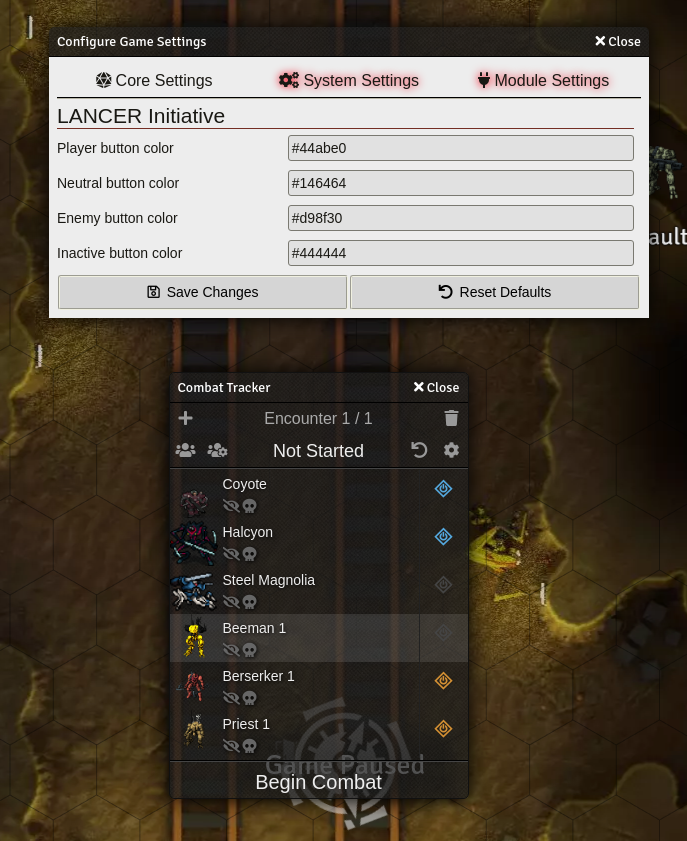 Configure Game Settings
Close
Core Settings
System Settings
Module Settings
LANCER Initiative
Player button color
#44abe0
Neutral button color
#146464
Enemy button color
#d98f30
Inactive button color
#444444
Save Changes
Reset Defaults
ault
Combat Tracker
Close
Encounter 1 / 1
Not Started
Coyote
Halcyon
Steel Magnolia
Beeman 1
Berserker 1
Priest 1
Game Paused
Begin Combat